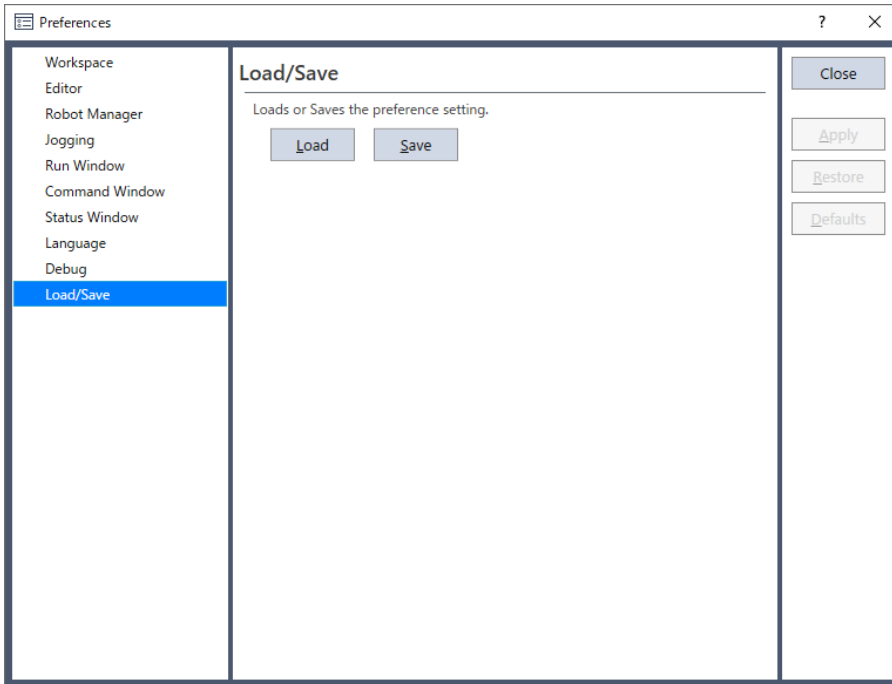 Preferences
?
Workspace
Editor
Robot Manager
Jogging
Run Window
Command Window
Status Window
Language
Debug
Load/Save
Load/Save
Loads or Saves the preference setting.
Load
Save
Close
Apply
Restore
Defaults